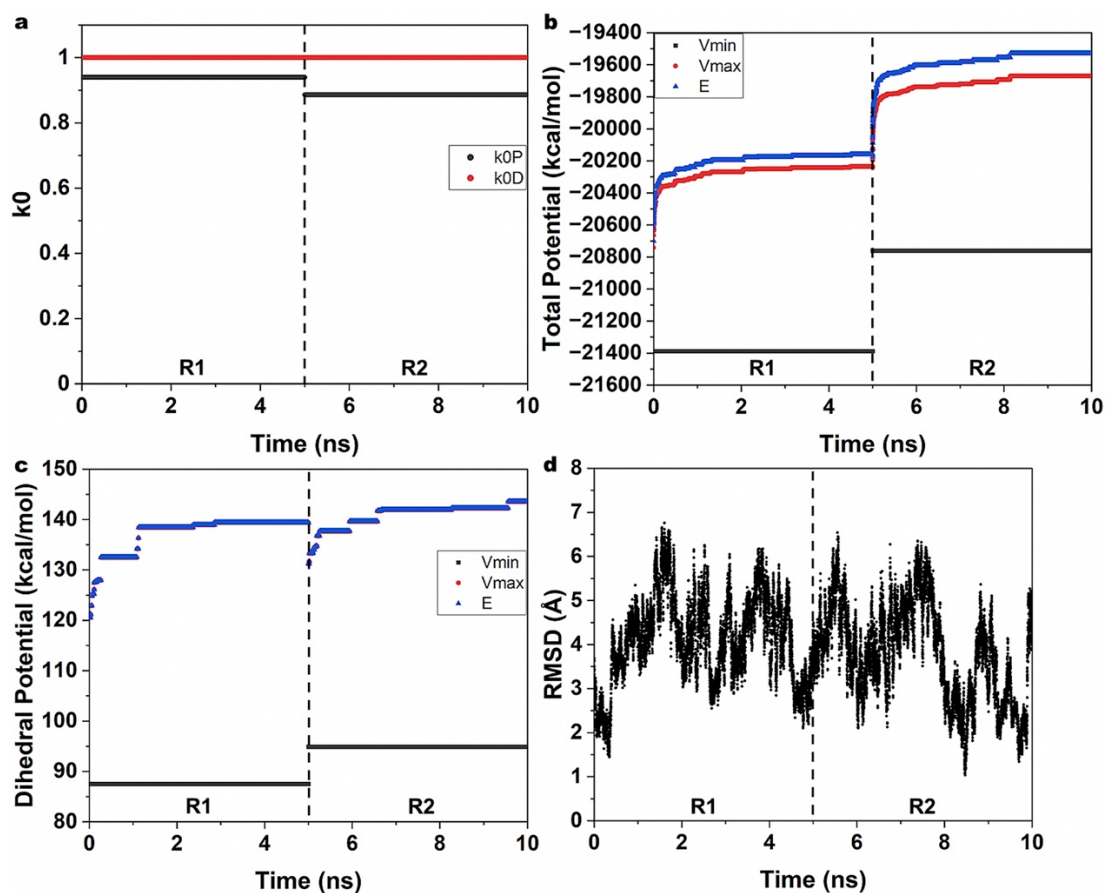 a
k0
1
0.8
0.6
0.4
0.2
0
k0P
k0D
R1 R2
0 2 4 6 8 10
Time (ns)
b
Total Potential (kcal/mol)
−19400
−19600
−19800
−20000
−20200
−20400
−20600
−20800
−21000
−21200
−21400
−21600
Vmin
Vmax
E
R1 R2
0 2 4 6 8 10
Time (ns)
c
Dihedral Potential (kcal/mol)
150
140
130
120
110
100
90
80
Vmin
Vmax
E
R1 R2
0 2 4 6 8 10
Time (ns)
d
RMSD (Å)
8
7
6
5
4
3
2
1
0
R1 R2
0 2 4 6 8 10
Time (ns)